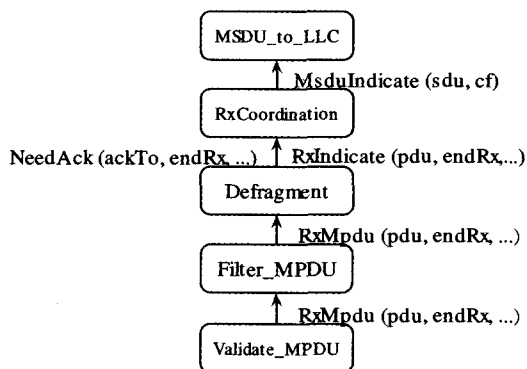 MSDU_to_LLC
MsduIndicate (sdu, cf)
RxCoordination
NeedAck (ackTo, endRx, ...) RxIndicate (pdu, endRx,...)
Defragment
RxMpdu (pdu, endRx, ...)
Filter_MPDU
RxMpdu (pdu, endRx, ...)
Validate_MPDU